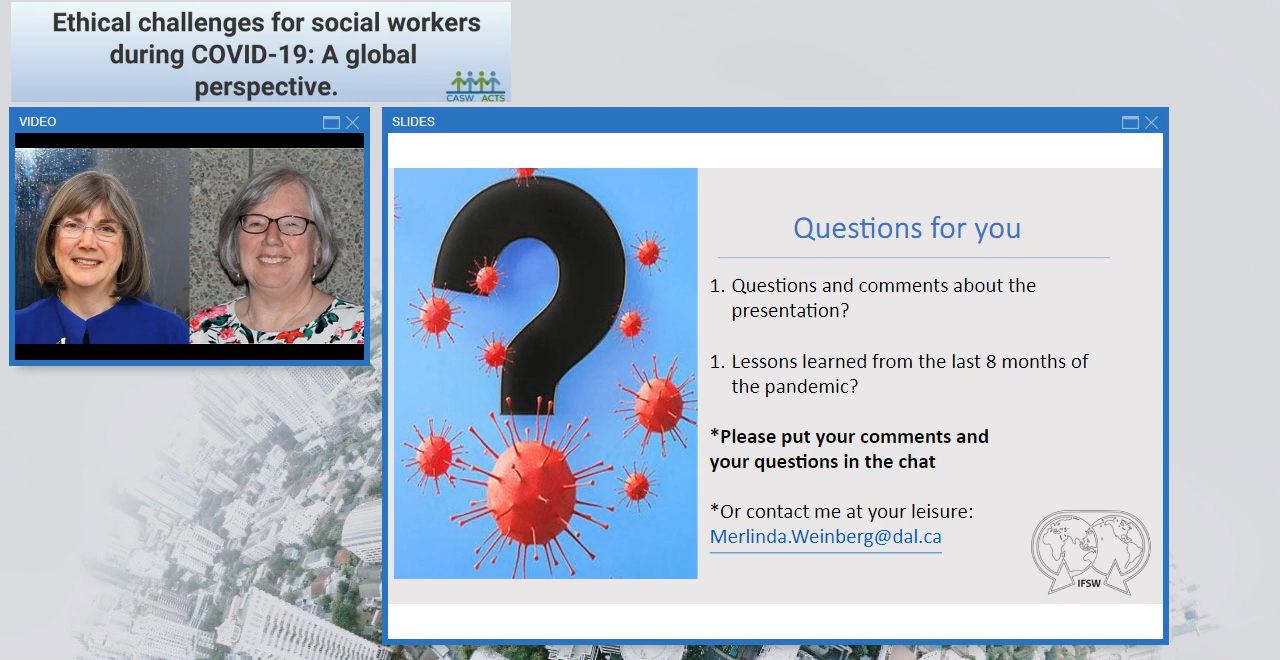 Ethical challenges for social workers
during COVID-19: A global
perspective.
CASW ACTS
VIDEO
SLIDES
Questions for you
1. Questions and comments about the
presentation?
1. Lessons learned from the last 8 months of
the pandemic?
*Please put your comments and
your questions in the chat
*Or contact me at your leisure:
Merlinda.Weinberg@dal.ca
IFSW